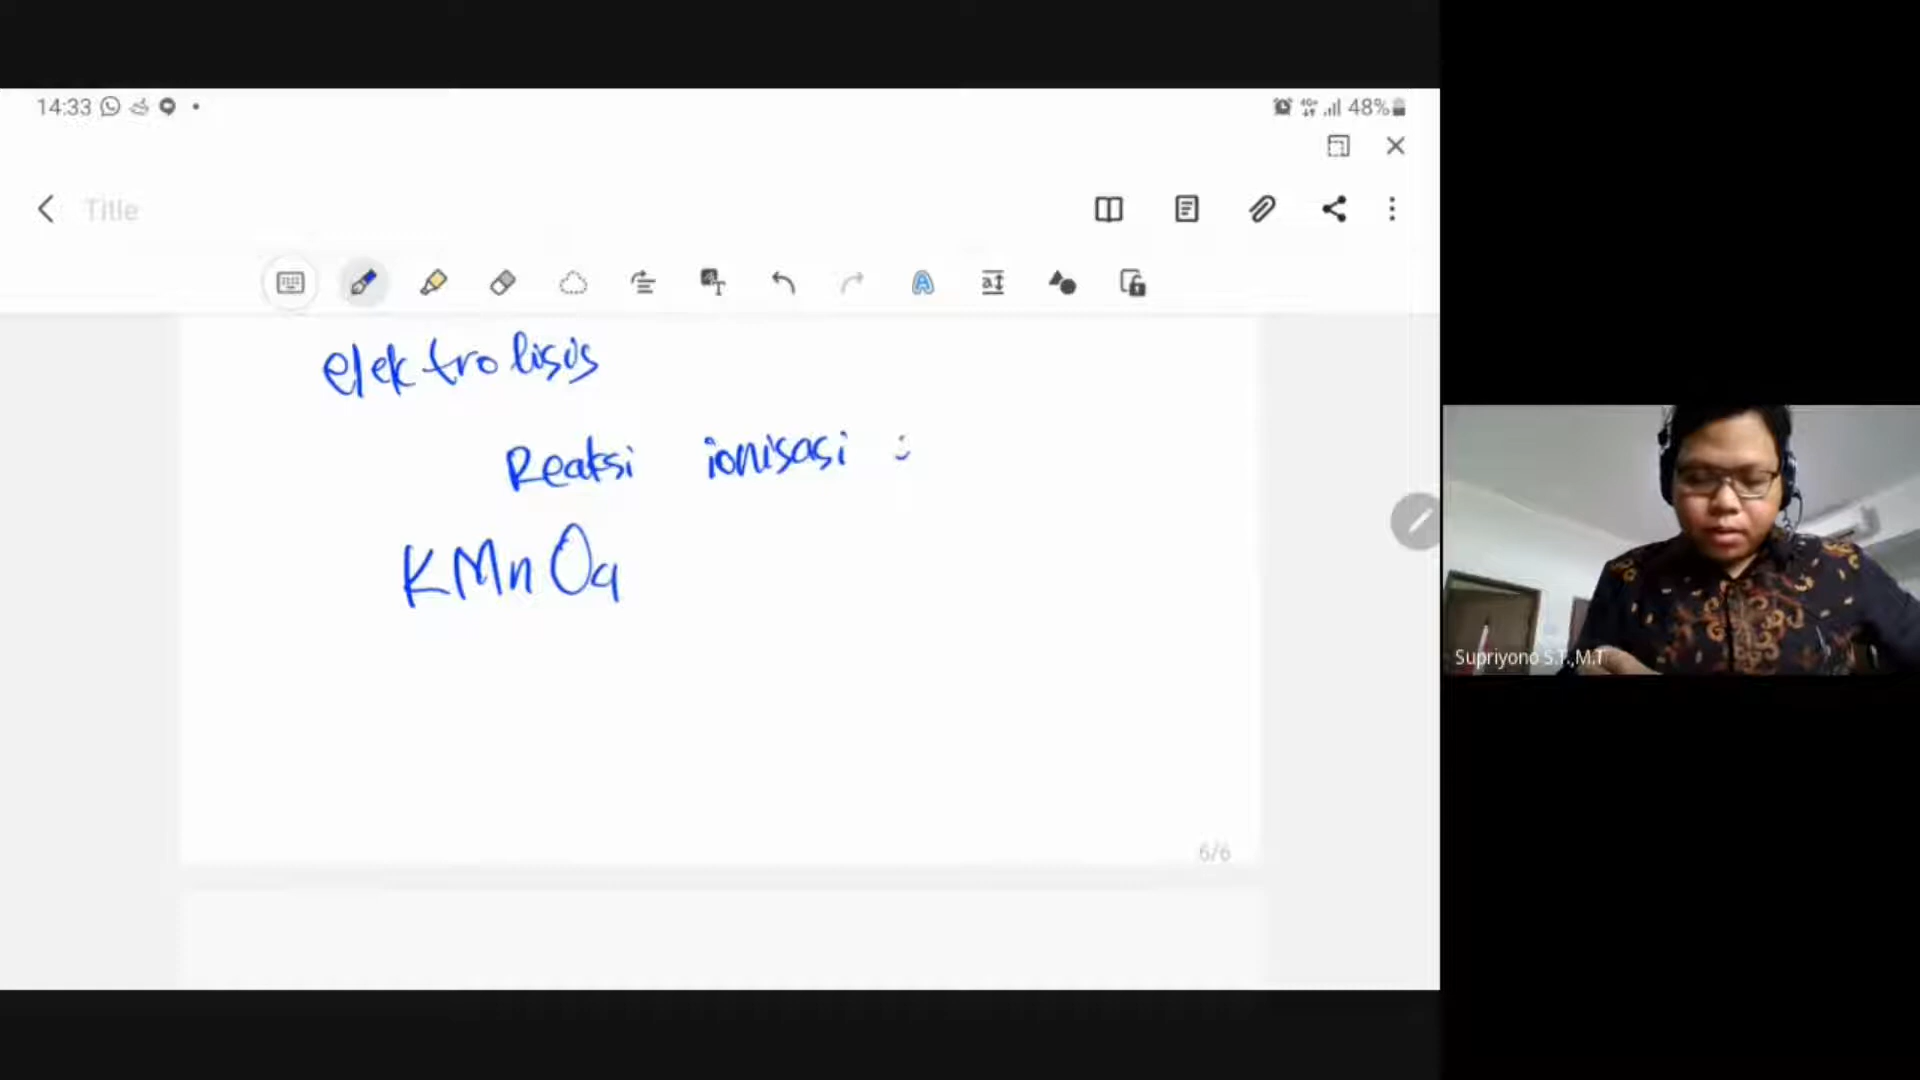 14:33
48%
Title
elektrolisis
Reaksi ionisasi :
KMnO4
6/6
Supriyono S.T.,M.T